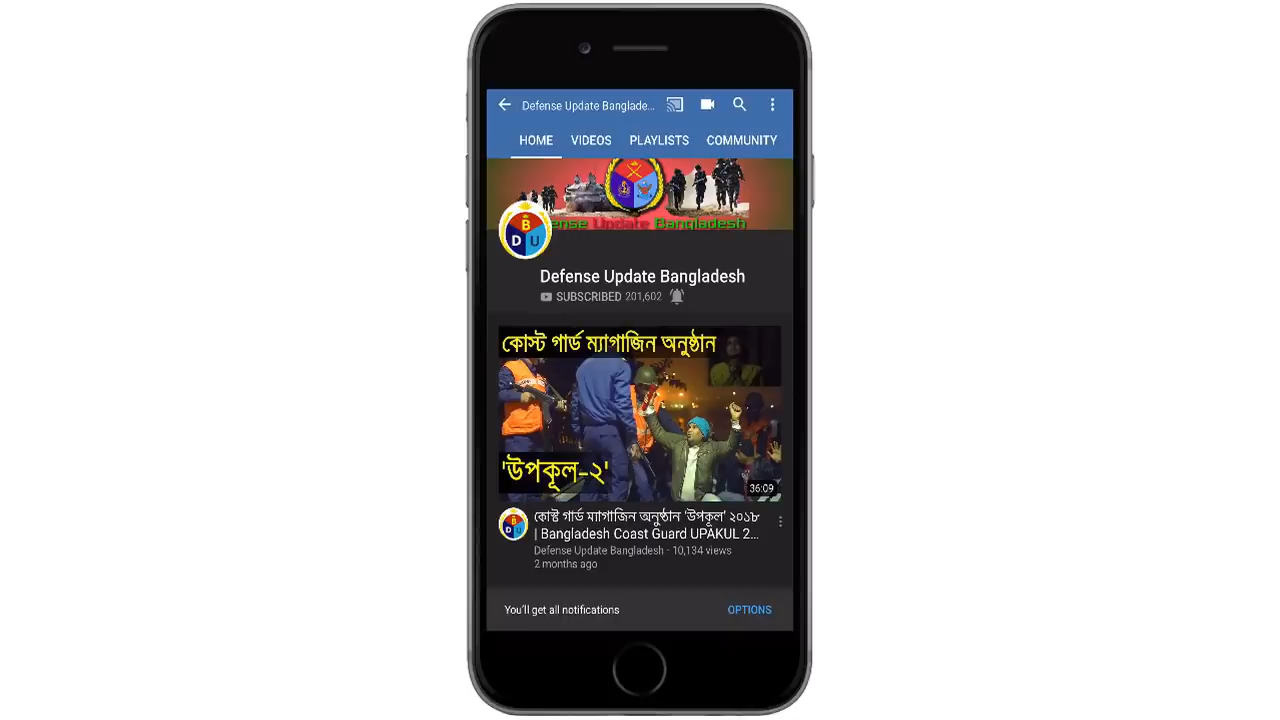 Defense Update Banglade...
HOME VIDEOS PLAYLISTS COMMUNITY
ense Update Bangladesh
B
D U
Defense Update Bangladesh
SUBSCRIBED 201,602
কোস্ট গার্ড ম্যাগাজিন অনুষ্ঠান
'উপকূল-২'
36:09
কোস্ট গার্ড ম্যাগাজিন অনুষ্ঠান 'উপকূল' ২০১৮
| Bangladesh Coast Guard UPAKUL 2...
Defense Update Bangladesh · 10,134 views
2 months ago
You'll get all notifications OPTIONS